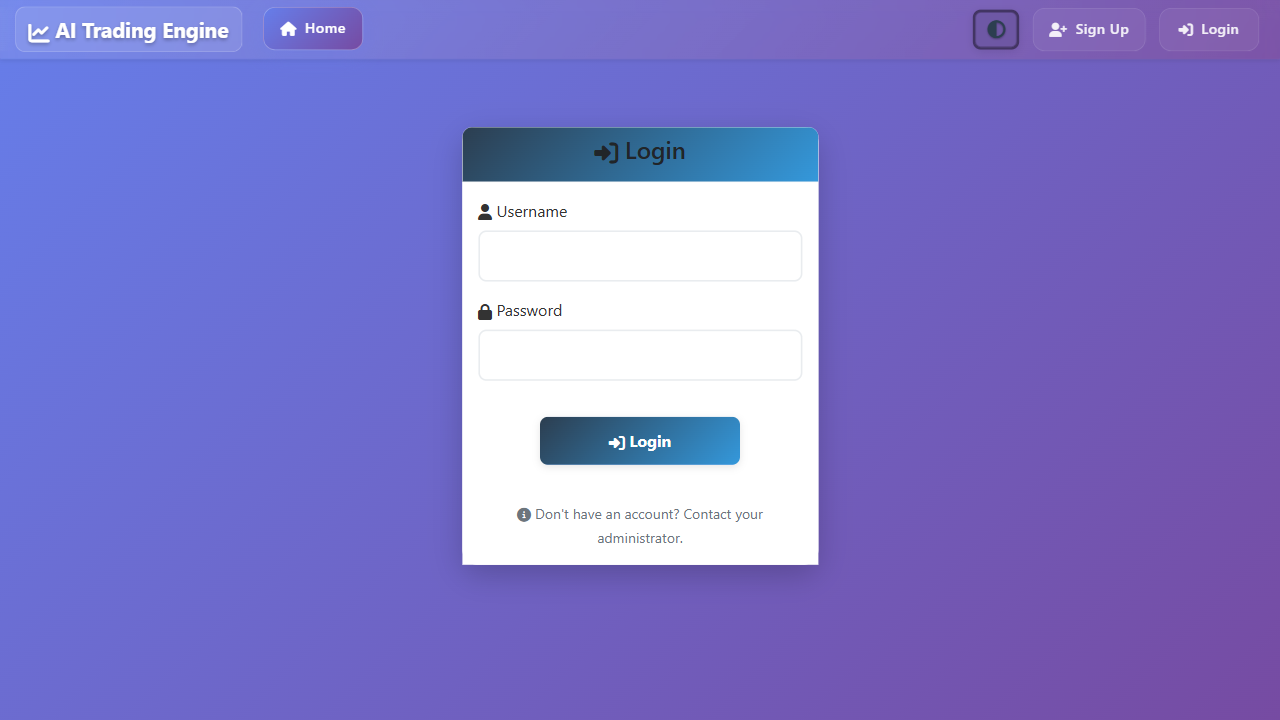 AI Trading Engine
Home
Sign Up
Login
Login
Username
Password
Login
Don't have an account? Contact your
administrator.